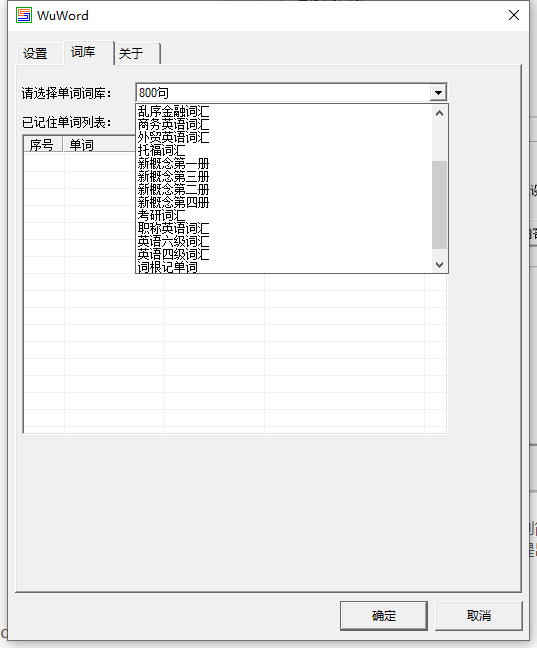 WuWord
设置 词库 关于
请选择单词词库： 800句
已记住单词列表：
序号 单词
乱序金融词汇
商务英语词汇
外贸英语词汇
托福词汇
新概念第一册
新概念第三册
新概念第二册
新概念第四册
考研词汇
职称英语词汇
英语六级词汇
英语四级词汇
词根记单词
确定 取消